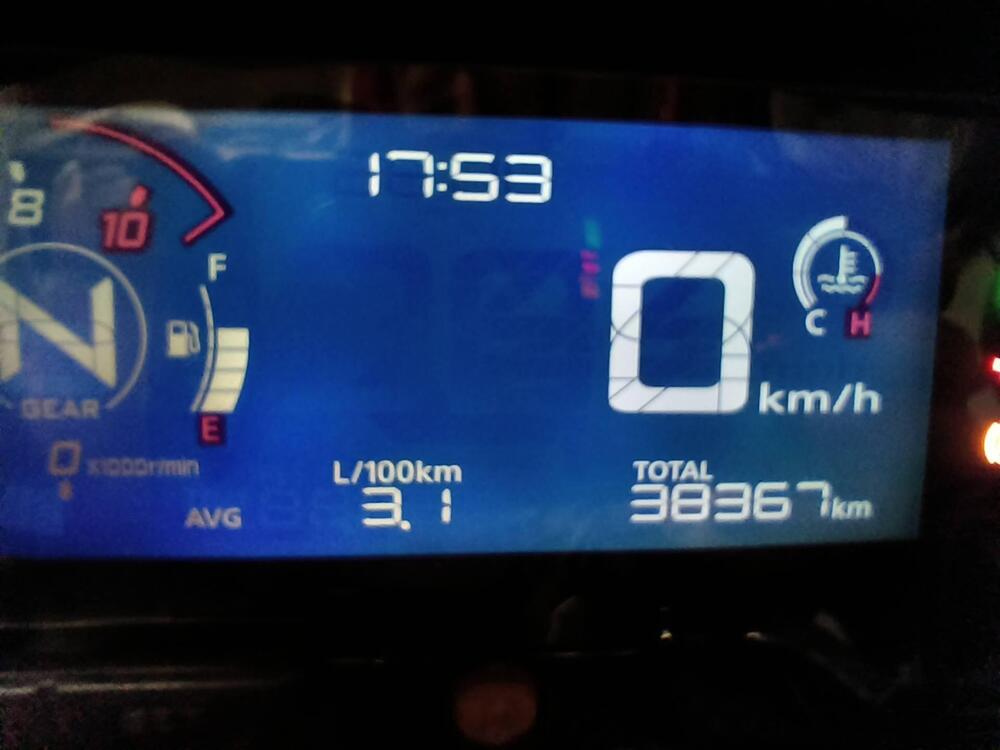 17:53
8
10
F
N
GEAR
E
0 x1000r/min
0 km/h
C H
L/100km
AVG 3.1
TOTAL
38367km